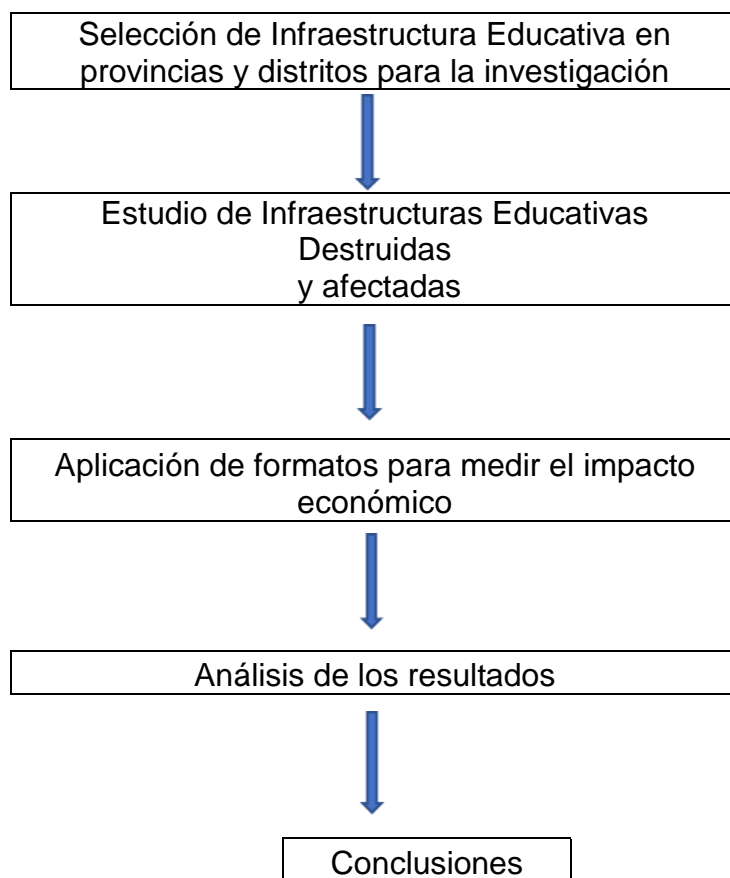 Selección de Infraestructura Educativa en
provincias y distritos para la investigación
Estudio de Infraestructuras Educativas
Destruidas
y afectadas
Aplicación de formatos para medir el impacto
económico
Análisis de los resultados
Conclusiones